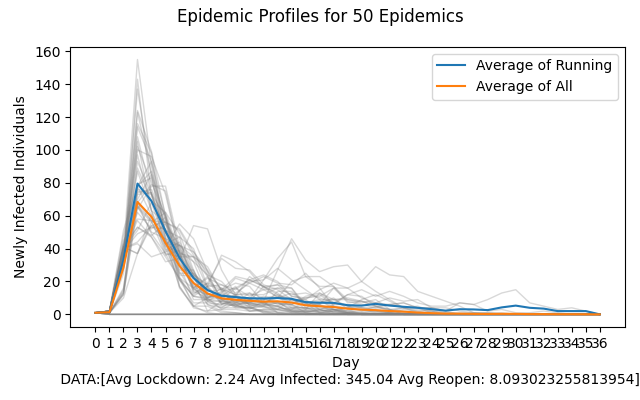 Epidemic Profiles for 50 Epidemics
Average of Running
Average of All
160
140
120
100
80
60
40
20
0
Newly Infected Individuals
0 1 2 3 4 5 6 7 8 9 10 11 12 13 14 15 16 17 18 19 20 21 22 23 24 25 26 27 28 29 30 31 32 33 34 35 36
Day
DATA:[Avg Lockdown: 2.24 Avg Infected: 345.04 Avg Reopen: 8.093023255813954]